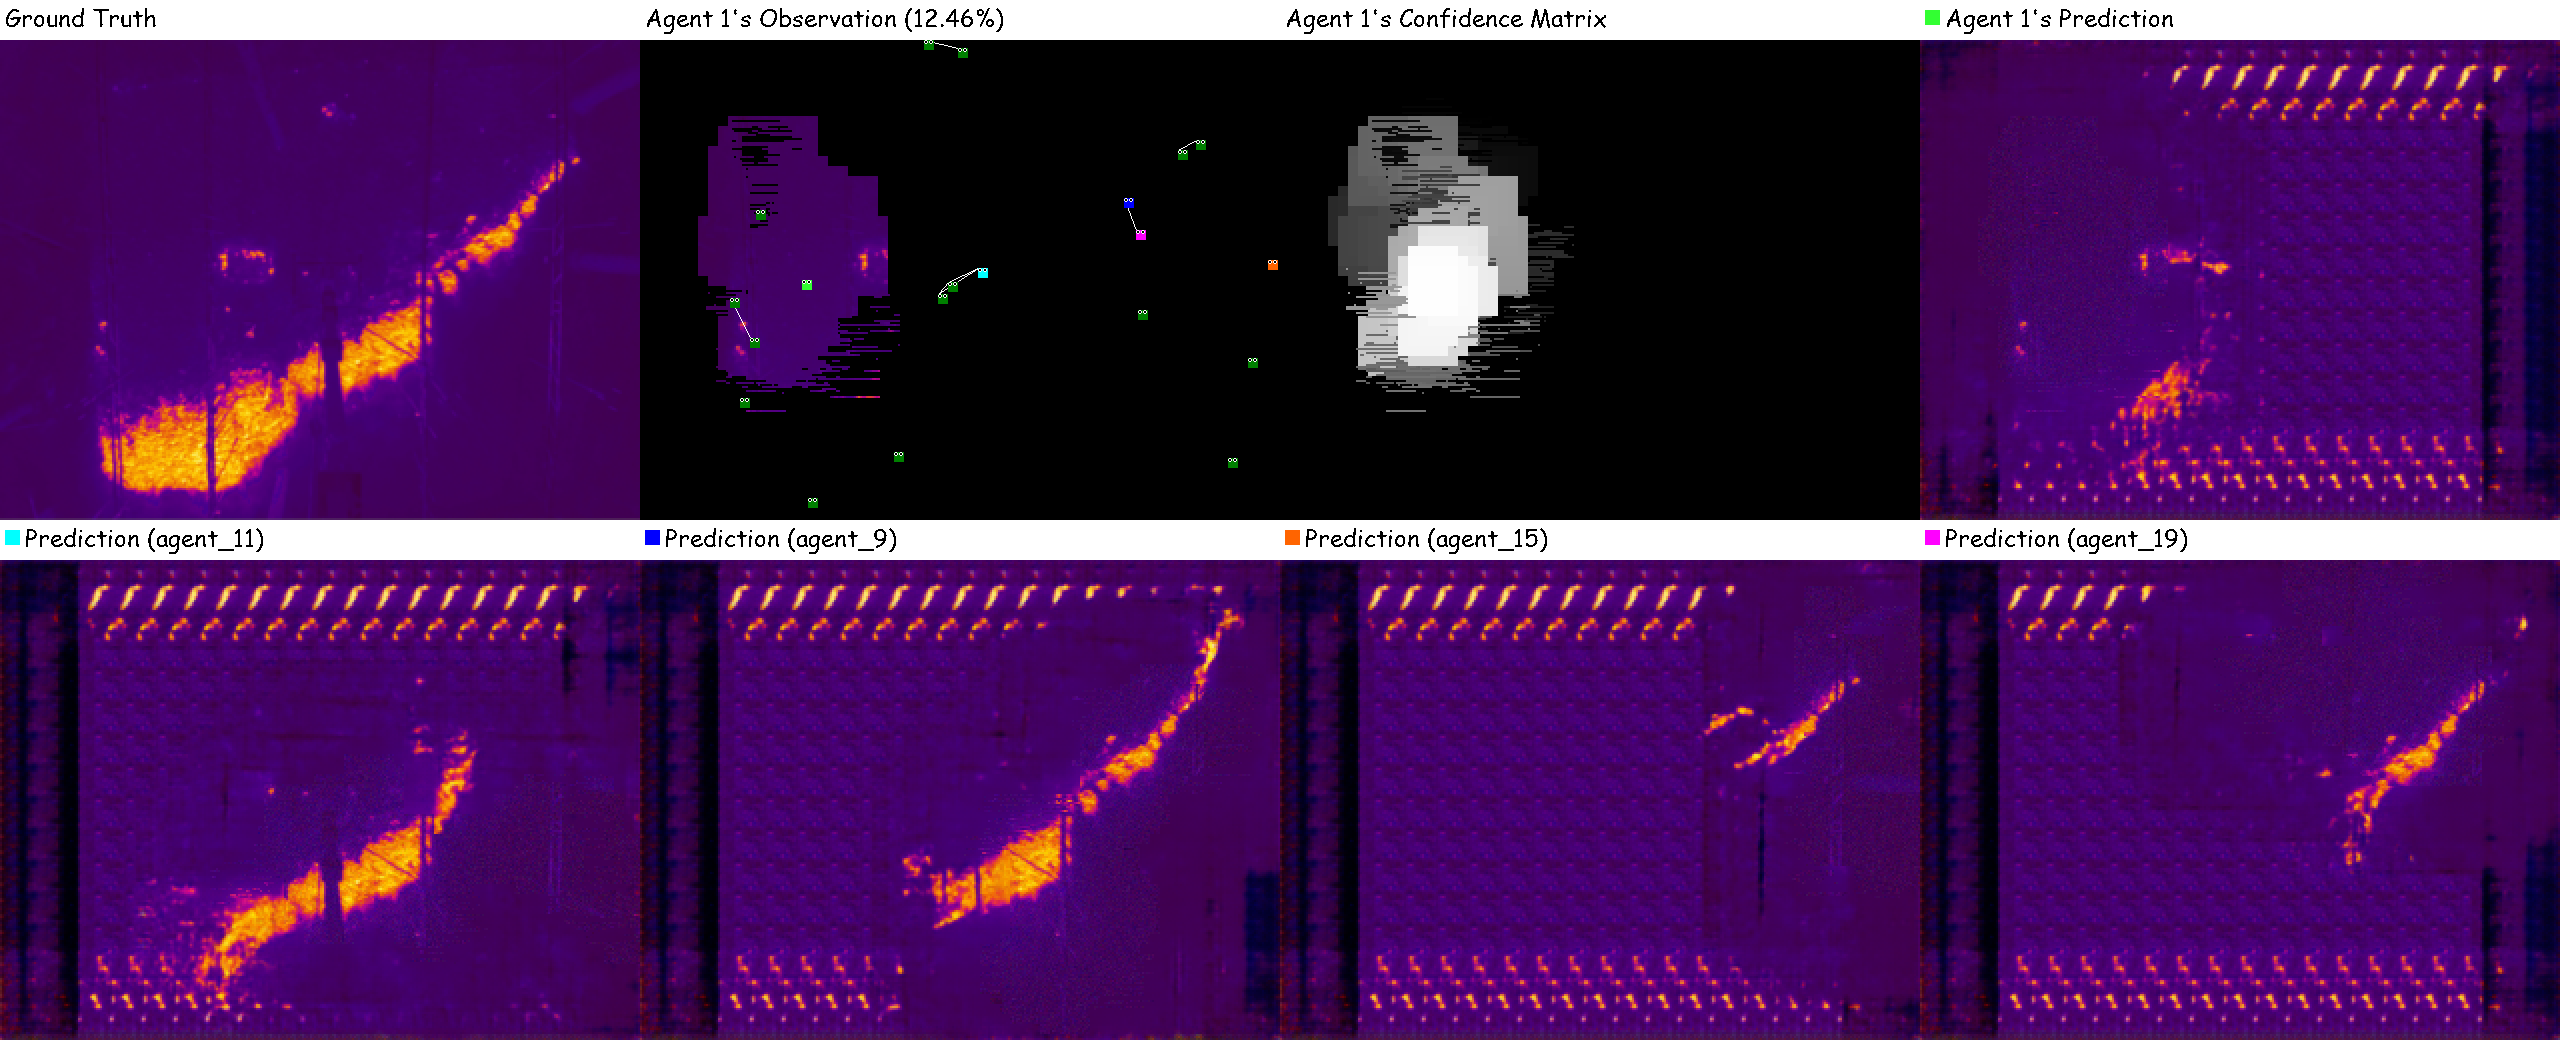 Ground Truth
Agent 1's Observation (12.46%)
Agent 1's Confidence Matrix
Agent 1's Prediction
Prediction (agent_11)
Prediction (agent_9)
Prediction (agent_15)
Prediction (agent_19)